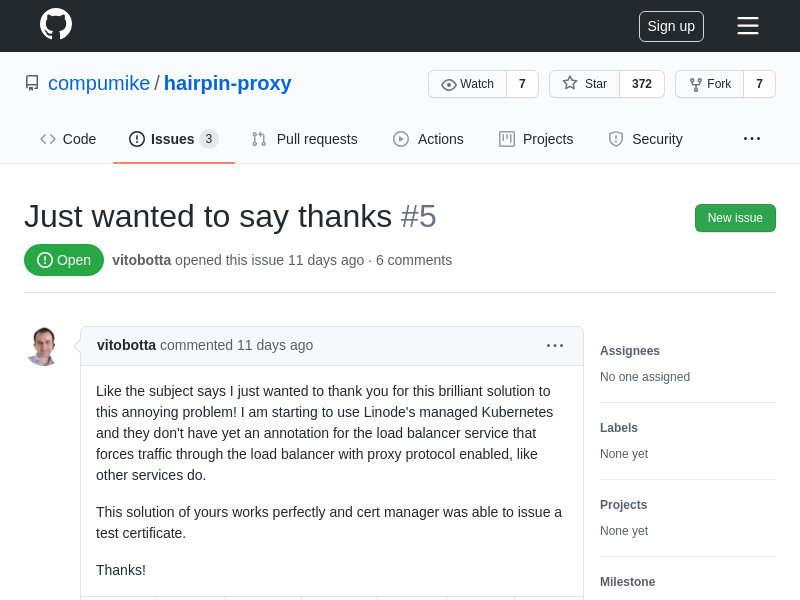 Sign up
compumike / hairpin-proxy
Watch 7
Star 372
Fork 7
Code
Issues 3
Pull requests
Actions
Projects
Security
Just wanted to say thanks #5
New issue
Open
vitobotta opened this issue 11 days ago · 6 comments
vitobotta commented 11 days ago
Like the subject says I just wanted to thank you for this brilliant solution to
this annoying problem! I am starting to use Linode's managed Kubernetes
and they don't have yet an annotation for the load balancer service that
forces traffic through the load balancer with proxy protocol enabled, like
other services do.
This solution of yours works perfectly and cert manager was able to issue a
test certificate.
Thanks!
Assignees
No one assigned
Labels
None yet
Projects
None yet
Milestone